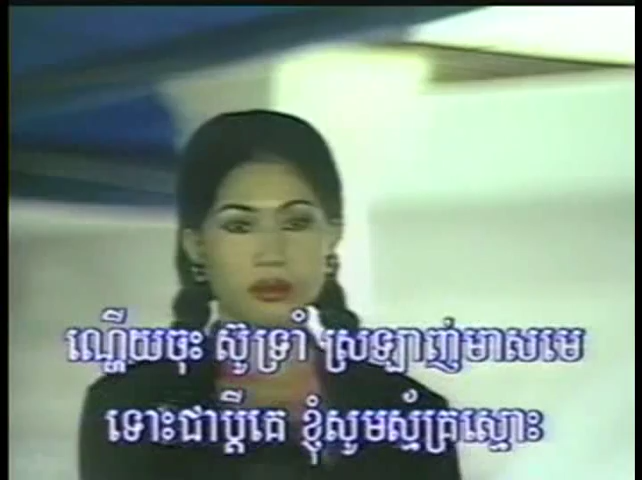 ណ្ហើយចុះ ស៊ូទ្រាំ ស្រឡាញ់មាសមេ
ទោះជាប្ដីគេ ខ្ញុំសូមស្ម័គ្រស្មោះ